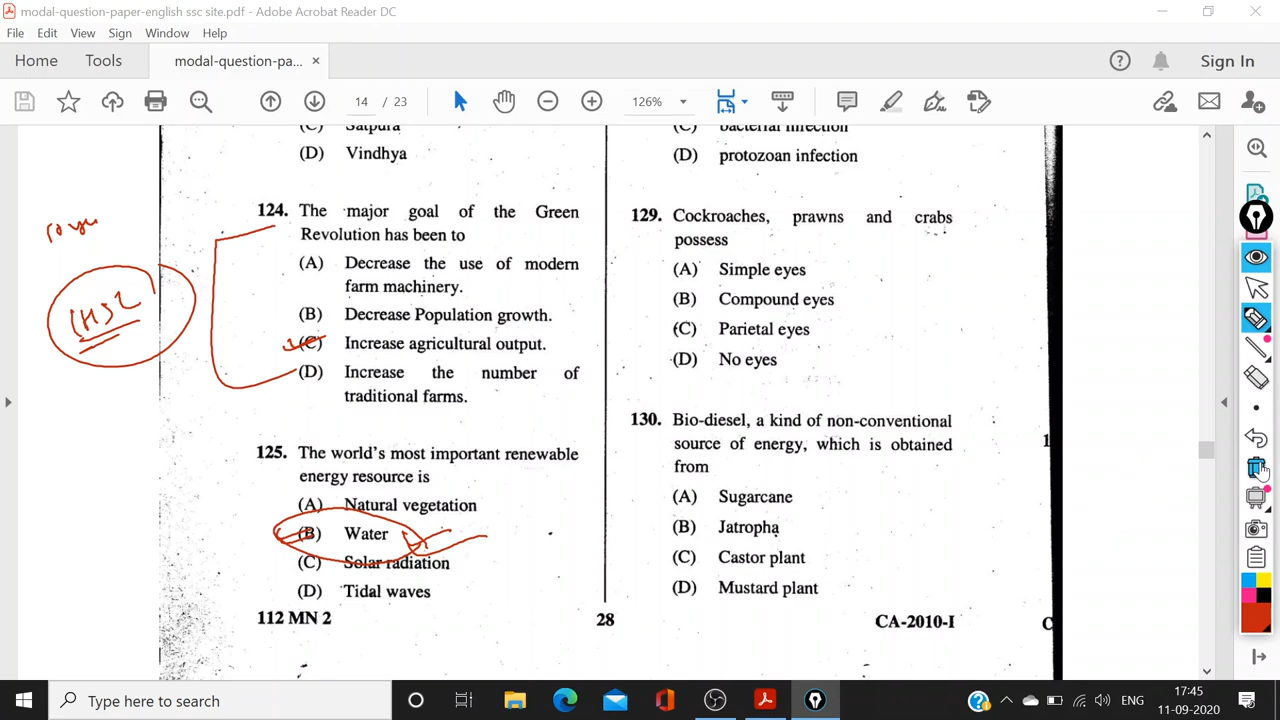 modal-question-paper-english ssc site.pdf - Adobe Acrobat Reader DC
File Edit View Sign Window Help
Home Tools modal-question-pa... × Sign In
14 / 23 126%
(C) Satpura
(D) Vindhya
124. The major goal of the Green
Revolution has been to
(A) Decrease the use of modern
farm machinery.
(B) Decrease Population growth.
(C) Increase agricultural output.
(D) Increase the number of
traditional farms.
125. The world's most important renewable
energy resource is
(A) Natural vegetation
(B) Water
(C) Solar radiation
(D) Tidal waves
112 MN 2
28
(C) bacterial infection
(D) protozoan infection
129. Cockroaches, prawns and crabs
possess
(A) Simple eyes
(B) Compound eyes
(C) Parietal eyes
(D) No eyes
130. Bio-diesel, a kind of non-conventional
source of energy, which is obtained
from
(A) Sugarcane
(B) Jatropha
(C) Castor plant
(D) Mustard plant
CA-2010-I
1
C
Type here to search
ENG
17:45
11-09-2020